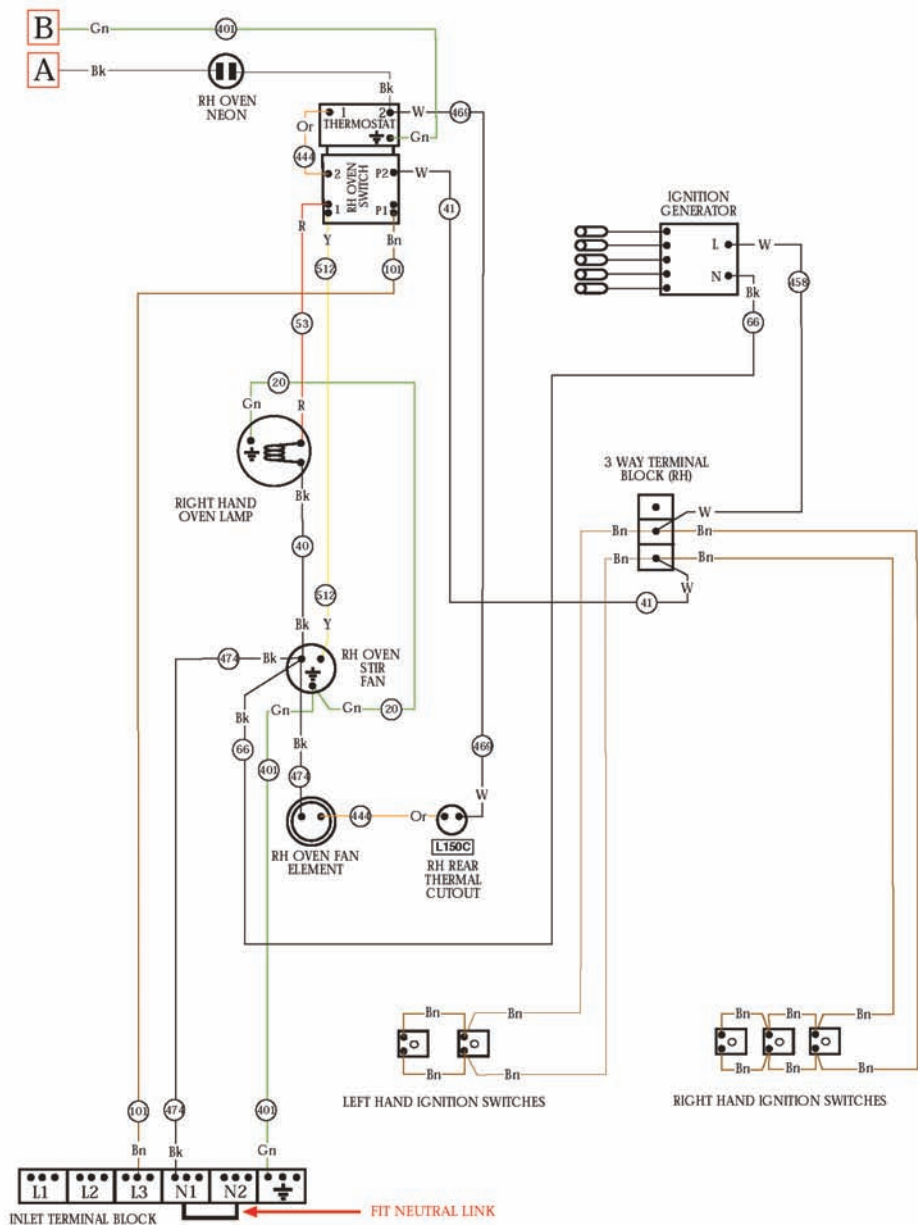 B
Gn
401
A
Bk
RH OVEN
NEON
Bk
1
2
W
469
Or
THERMOSTAT
Gn
444
2
P2
W
RH OVEN
SWITCH
1
P1
41
R
Y
Bn
512
101
53
IGNITION
GENERATOR
L
W
N
Bk
458
66
20
Gn
R
Bk
RIGHT HAND
OVEN LAMP
40
3 WAY TERMINAL
BLOCK (RH)
W
Bn
Bn
Bn
Bn
W
41
512
Bk
Y
474
Bk
RH OVEN
STIR
FAN
Bk
Gn
Gn
20
66
401
Bk
474
469
W
444
Or
L150C
RH OVEN FAN
ELEMENT
RH REAR
THERMAL
CUTOUT
Bn
Bn
Bn
Bn
LEFT HAND IGNITION SWITCHES
Bn
Bn
Bn
Bn
Bn
Bn
RIGHT HAND IGNITION SWITCHES
101
474
401
Bn
Bk
Gn
L1
L2
L3
N1
N2
INLET TERMINAL BLOCK
FIT NEUTRAL LINK